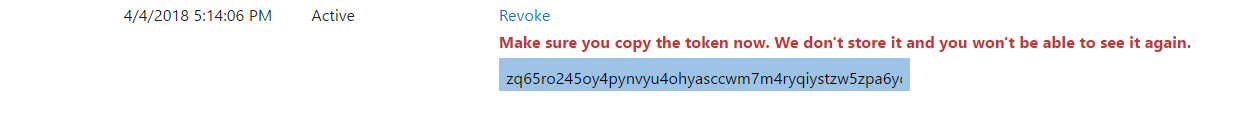 4/4/2018 5:14:06 PM Active Revoke
Make sure you copy the token now. We don't store it and you won't be able to see it again.
zq65ro245oy4pynvyu4ohyasccwm7m4ryqiystzw5zpa6y